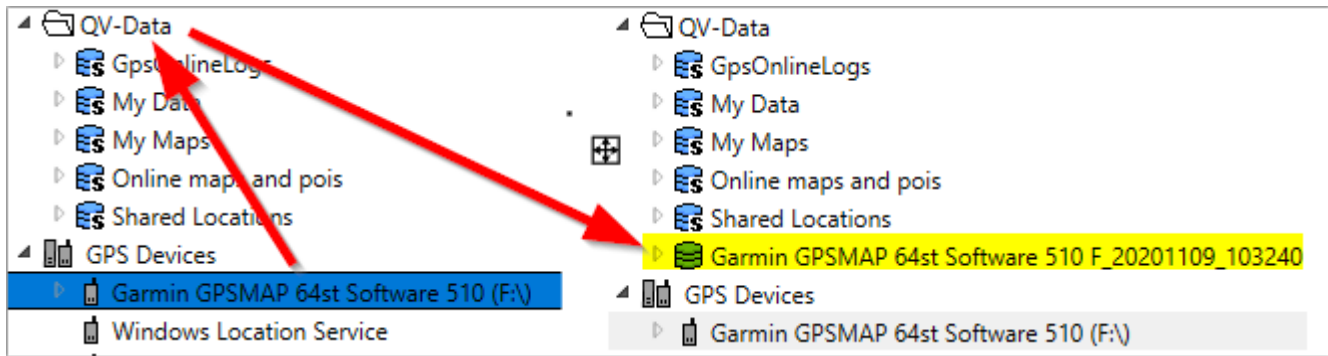 QV-Data
GpsOnlineLogs
My Data
My Maps
Online maps and pois
Shared Locations
GPS Devices
Garmin GPSMAP 64st Software 510 (F:\)
Windows Location Service
QV-Data
GpsOnlineLogs
My Data
My Maps
Online maps and pois
Shared Locations
Garmin GPSMAP 64st Software 510 F_20201109_103240
GPS Devices
Garmin GPSMAP 64st Software 510 (F:\)